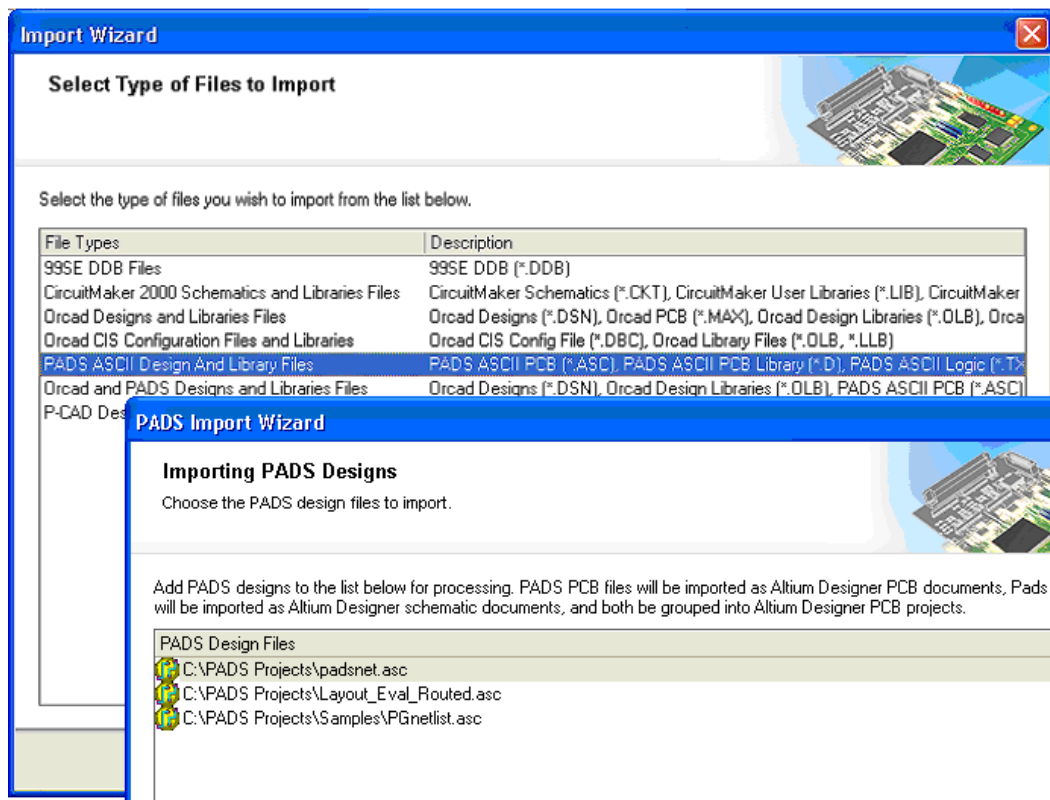 Import Wizard
Select Type of Files to Import
Select the type of files you wish to import from the list below.
File Types Description
99SE DDB Files 99SE DDB (*.DDB)
CircuitMaker 2000 Schematics and Libraries Files CircuitMaker Schematics (*.CKT), CircuitMaker User Libraries (*.LIB), CircuitMaker
Orcad Designs and Libraries Files Orcad Designs (*.DSN), Orcad PCB (*.MAX), Orcad Design Libraries (*.OLB), Orca
Orcad CIS Configuration Files and Libraries Orcad CIS Config File (*.DBC), Orcad Library Files (*.OLB, *.LLB)
PADS ASCII Design And Library Files PADS ASCII PCB (*.ASC), PADS ASCII PCB Library (*.D), PADS ASCII Logic (*.TX
Orcad and PADS Designs and Libraries Files Orcad Designs (*.DSN), Orcad Design Libraries (*.OLB), PADS ASCII PCB (*.ASC)
P-CAD Des
PADS Import Wizard
Importing PADS Designs
Choose the PADS design files to import.
Add PADS designs to the list below for processing. PADS PCB files will be imported as Altium Designer PCB documents, Pads
will be imported as Altium Designer schematic documents, and both be grouped into Altium Designer PCB projects.
PADS Design Files
C:\PADS Projects\padsnet.asc
C:\PADS Projects\Layout_Eval_Routed.asc
C:\PADS Projects\Samples\PGnetlist.asc